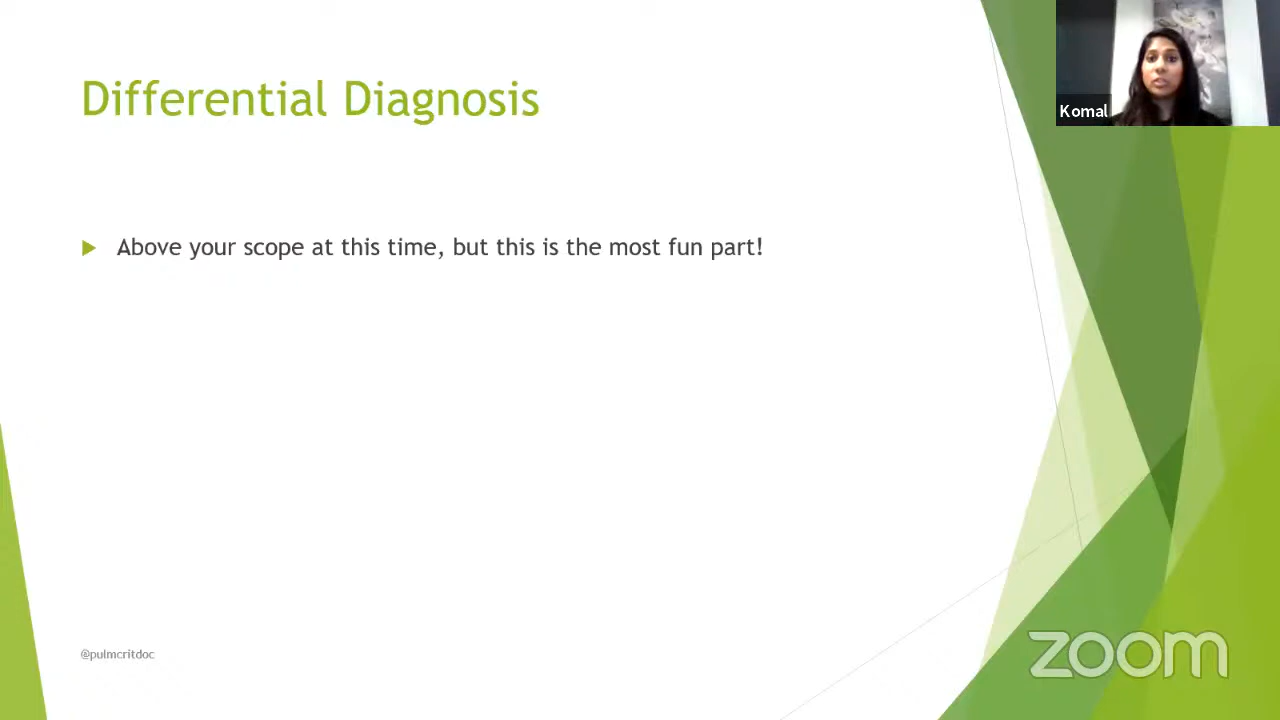 Differential Diagnosis
Komal
Above your scope at this time, but this is the most fun part!
@pulmcritdoc
zoom